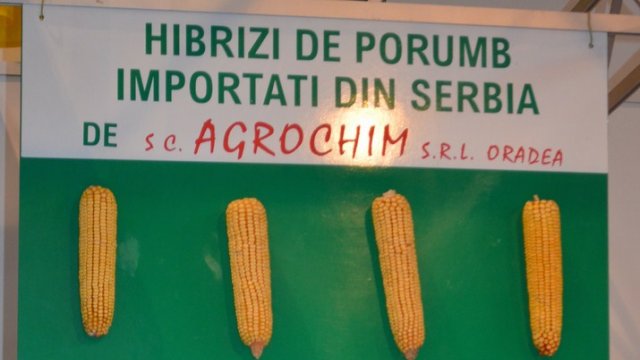 HIBRIZI DE PORUMB
IMPORTATI DIN SERBIA
DE S C. AGROCHIM S.R.L. ORADEA